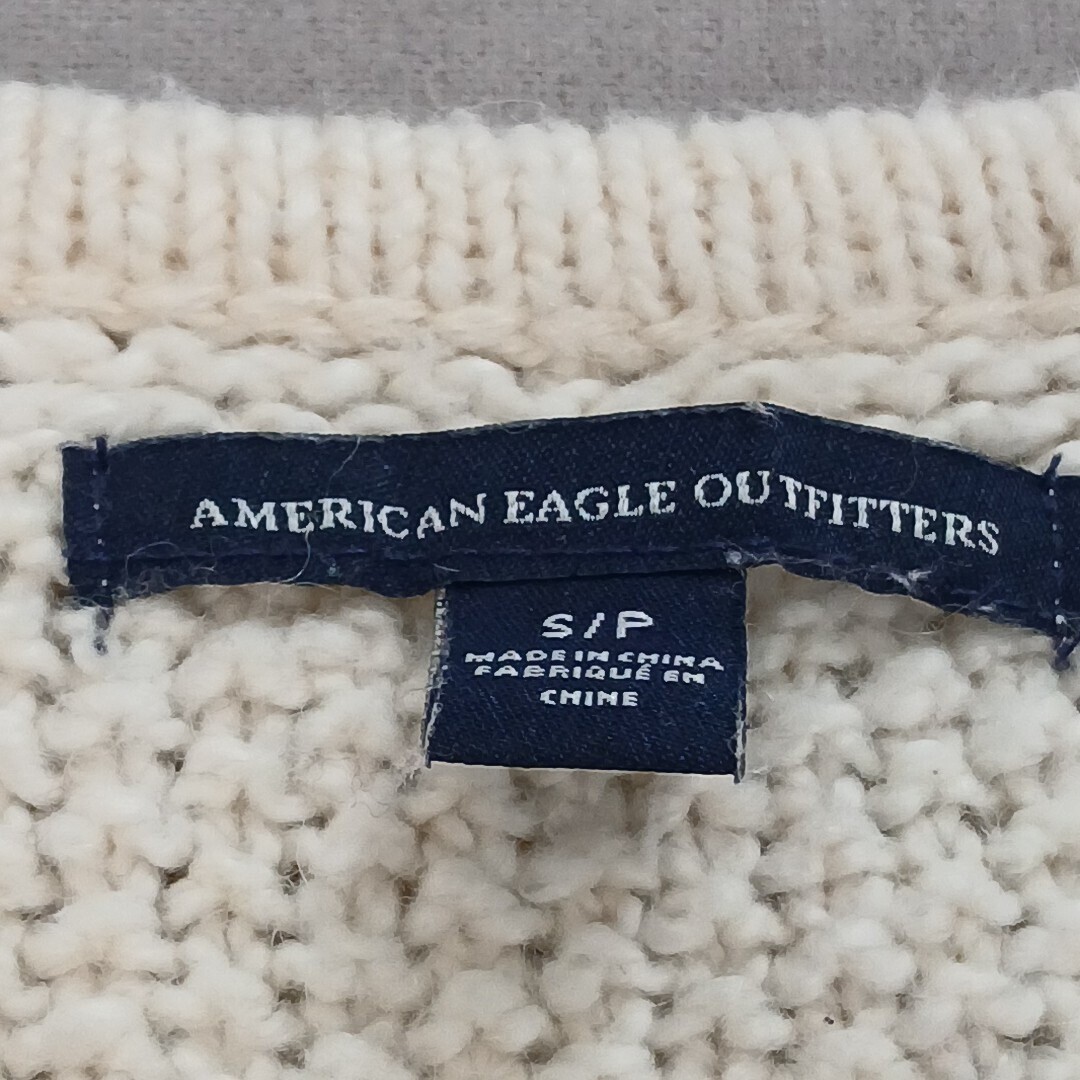 AMERICAN EAGLE OUTFITTERS
S/P
MADE IN CHINA
FABRIQUÉ EN
CHINE